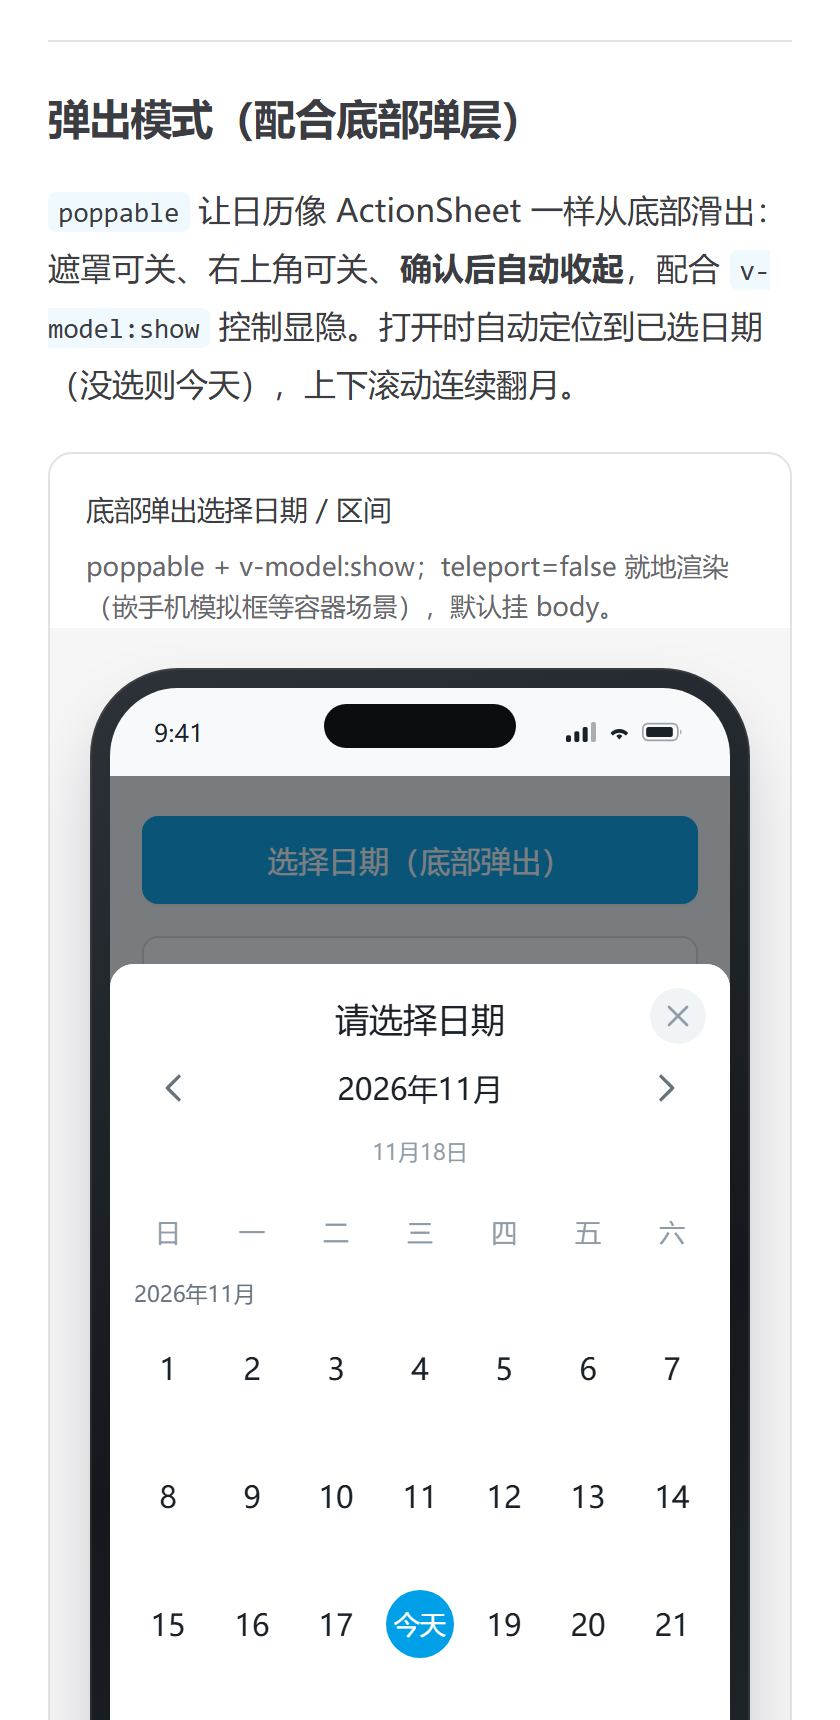 弹出模式（配合底部弹层）
poppable 让日历像 ActionSheet 一样从底部滑出：
遮罩可关、右上角可关、确认后自动收起，配合 v-
model:show 控制显隐。打开时自动定位到已选日期
（没选则今天），上下滚动连续翻月。
底部弹出选择日期 / 区间
poppable + v-model:show；teleport=false 就地渲染
（嵌手机模拟框等容器场景），默认挂 body。
9:41
选择日期（底部弹出）
请选择日期
2026年11月
11月18日
日 一 二 三 四 五 六
2026年11月
1 2 3 4 5 6 7
8 9 10 11 12 13 14
15 16 17 今天 19 20 21